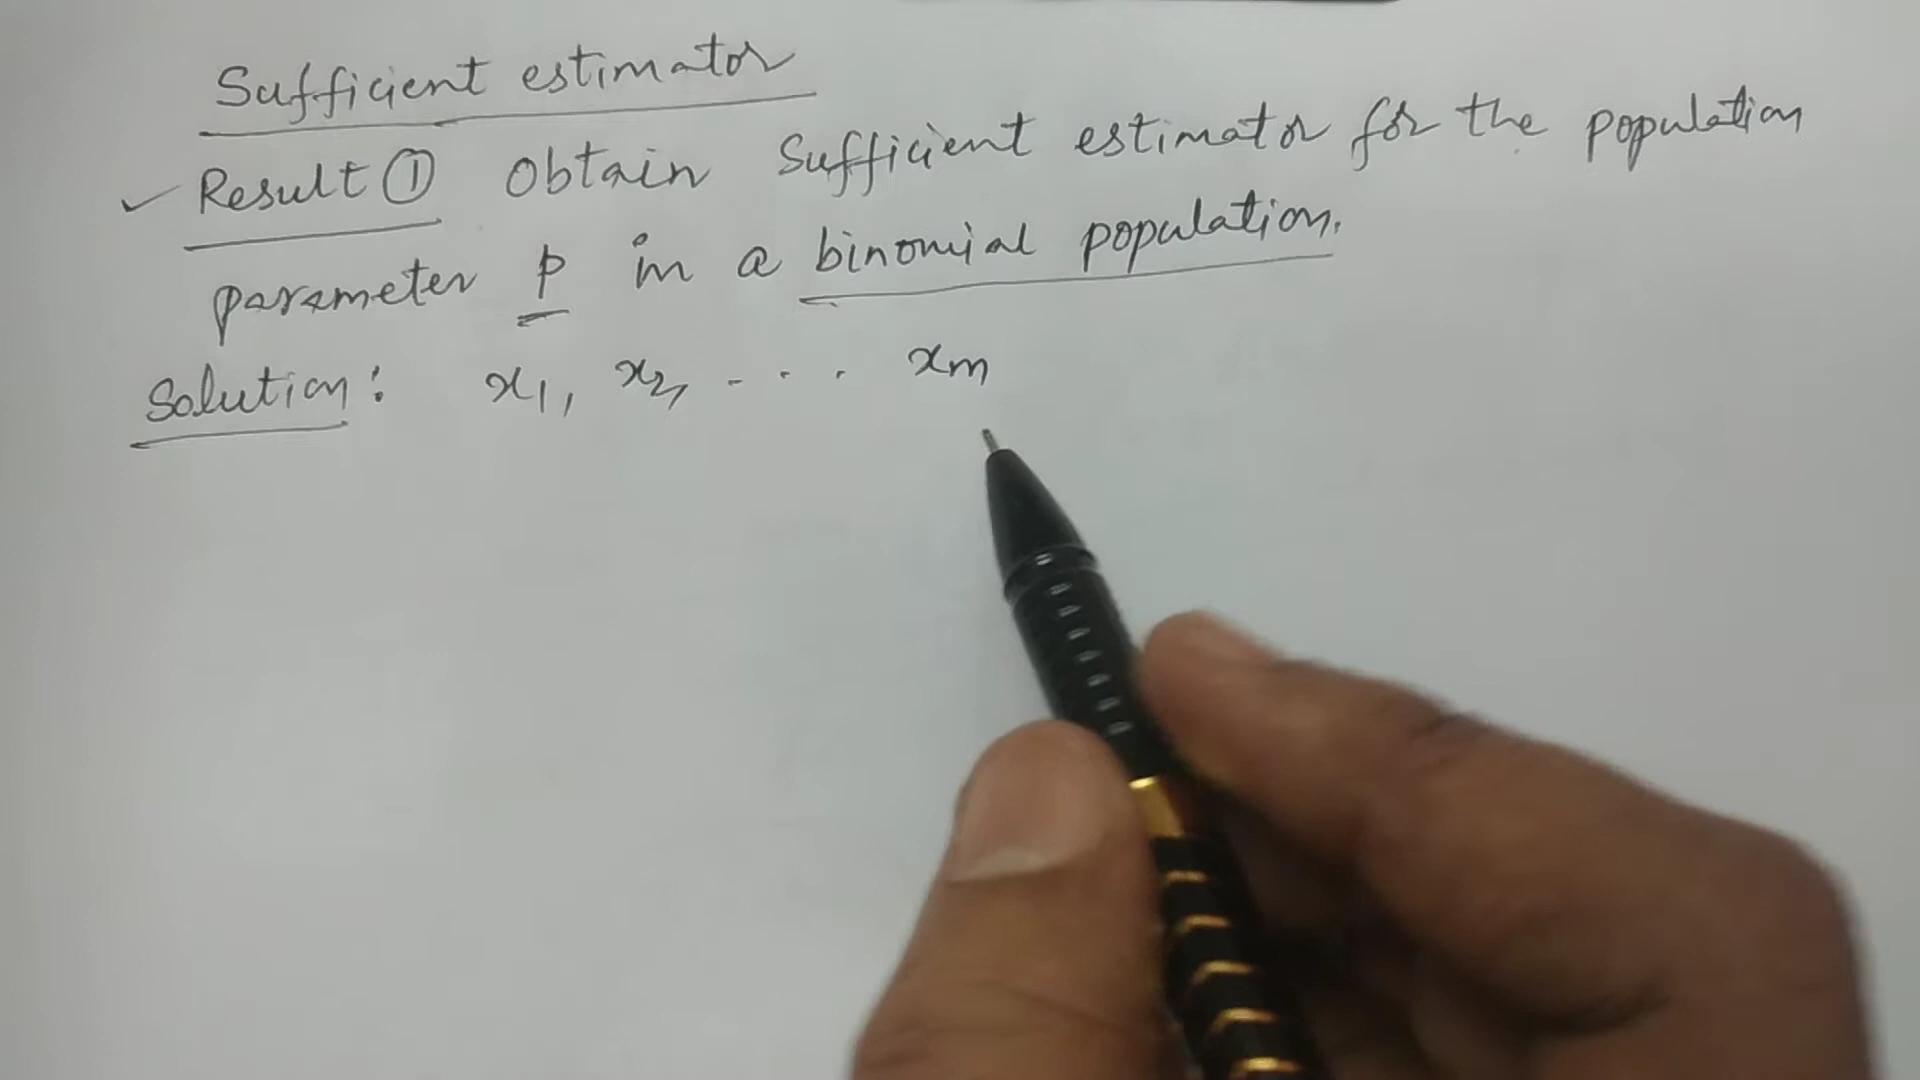 Sufficient estimator
Result ① Obtain Sufficient estimator for the population
parameter p in a binomial population.
Solution: x1, x2, - . . . xm